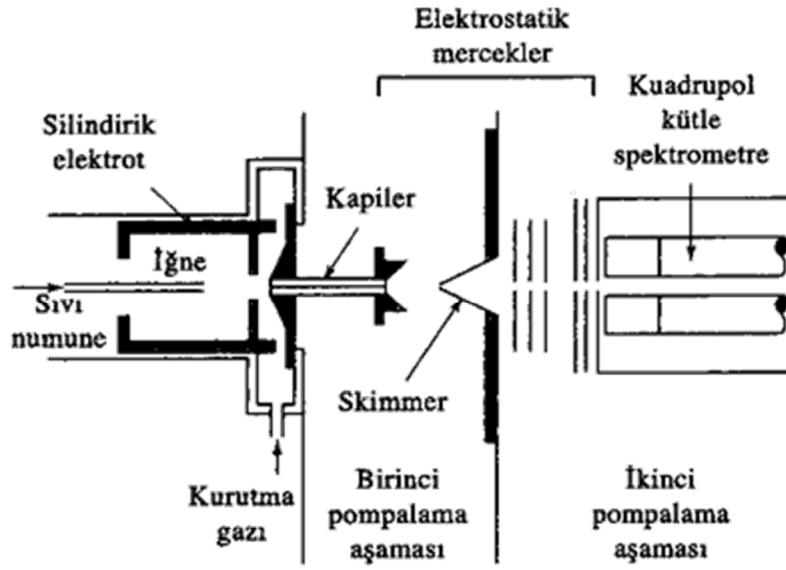 Elektrostatik
mercekler
Kuadrupol
kütle
spektrometre
Silindirik
elektrot
Kapiler
İğne
Sıvı
numune
Skimmer
Kurutma
gazı
Birinci
pompalama
aşaması
İkinci
pompalama
aşaması